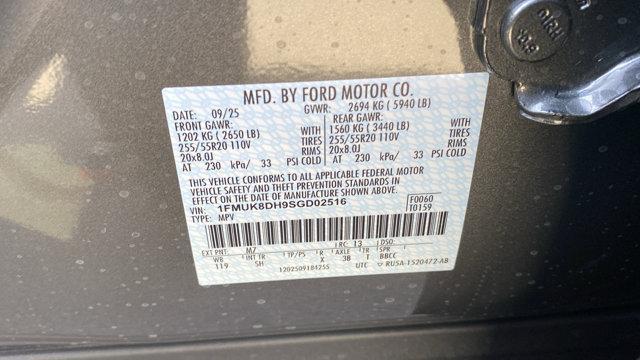 MFD. BY FORD MOTOR CO.
DATE: 09/25 GVWR: 2694 KG ( 5940 LB)
FRONT GAWR: REAR GAWR:
1202 KG ( 2650 LB) WITH 1560 KG ( 3440 LB) WITH
255/55R20 110V TIRES 255/55R20 110V TIRES
20x8.0J RIMS 20x8.0J RIMS
AT 230 kPa/ 33 PSI COLD AT 230 kPa/ 33 PSI COLD
THIS VEHICLE CONFORMS TO ALL APPLICABLE FEDERAL MOTOR
VEHICLE SAFETY AND THEFT PREVENTION STANDARDS IN
EFFECT ON THE DATE OF MANUFACTURE SHOWN ABOVE.
VIN: 1FMUK8DH9SGD02516 F0060
TYPE: MPV T0159
EXT PNT: M7 RC: 13 DSO:
WB INT TR TP/PS R AXLE TR SPR
119 SH X 38 T BBCC
1202509184255 UTC RU5A-1520472-AB